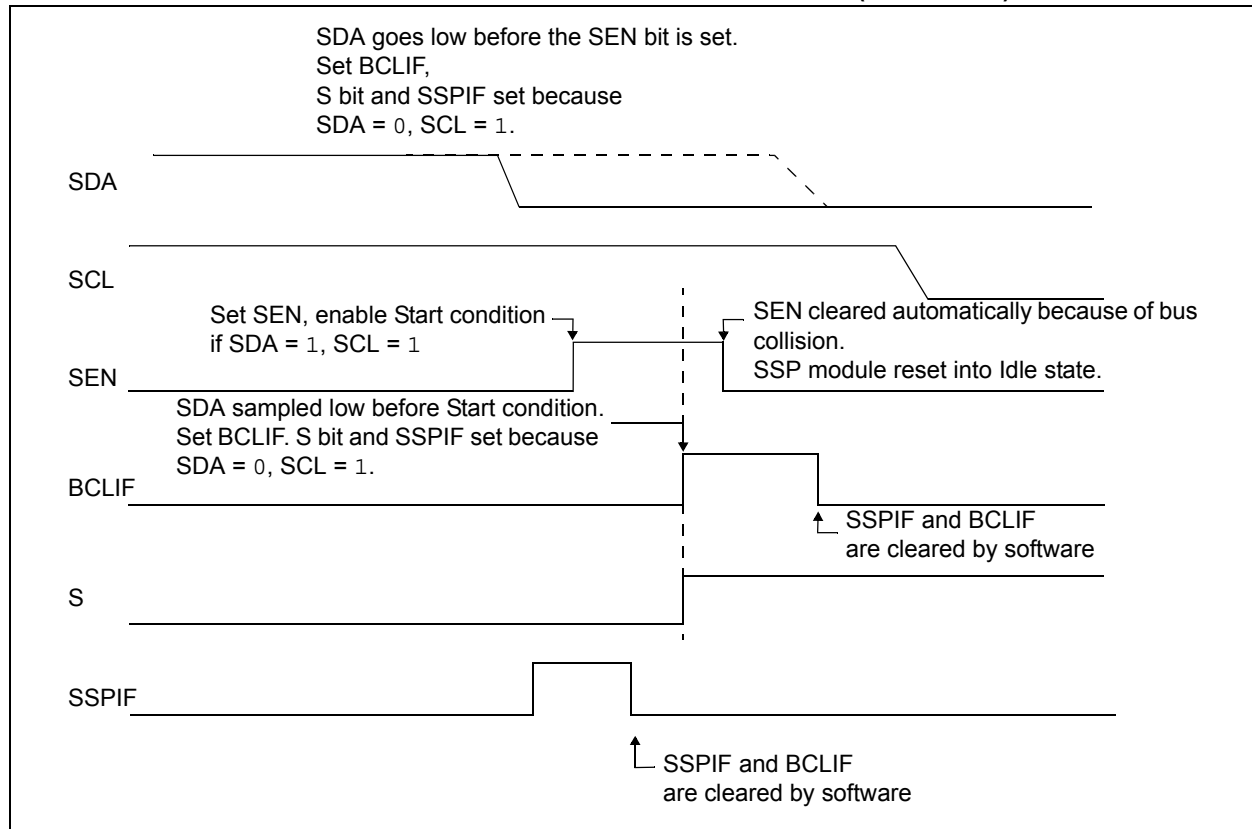 SDA goes low before the SEN bit is set.
Set BCLIF,
S bit and SSPIF set because
SDA = 0, SCL = 1.
SDA
SCL
Set SEN, enable Start condition
if SDA = 1, SCL = 1
SEN cleared automatically because of bus
collision.
SSP module reset into Idle state.
SEN
SDA sampled low before Start condition.
Set BCLIF. S bit and SSPIF set because
SDA = 0, SCL = 1.
BCLIF
SSPIF and BCLIF
are cleared by software
S
SSPIF
SSPIF and BCLIF
are cleared by software